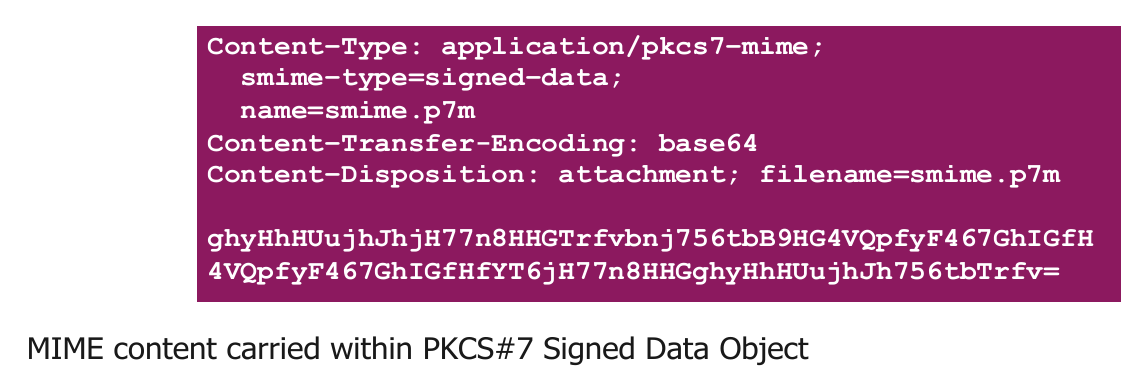 Content-Type: application/pkcs7-mime;
smime-type=signed-data;
name=smime.p7m
Content-Transfer-Encoding: base64
Content-Disposition: attachment; filename=smime.p7m
ghyHhHUujhJhjH77n8HHGTrfvbnj756tbB9HG4VQpfyF467GhIGfH
4VQpfyF467GhIGfHfYT6jH77n8HHGghyHhHUujhJh756tbTrfv=
MIME content carried within PKCS#7 Signed Data Object